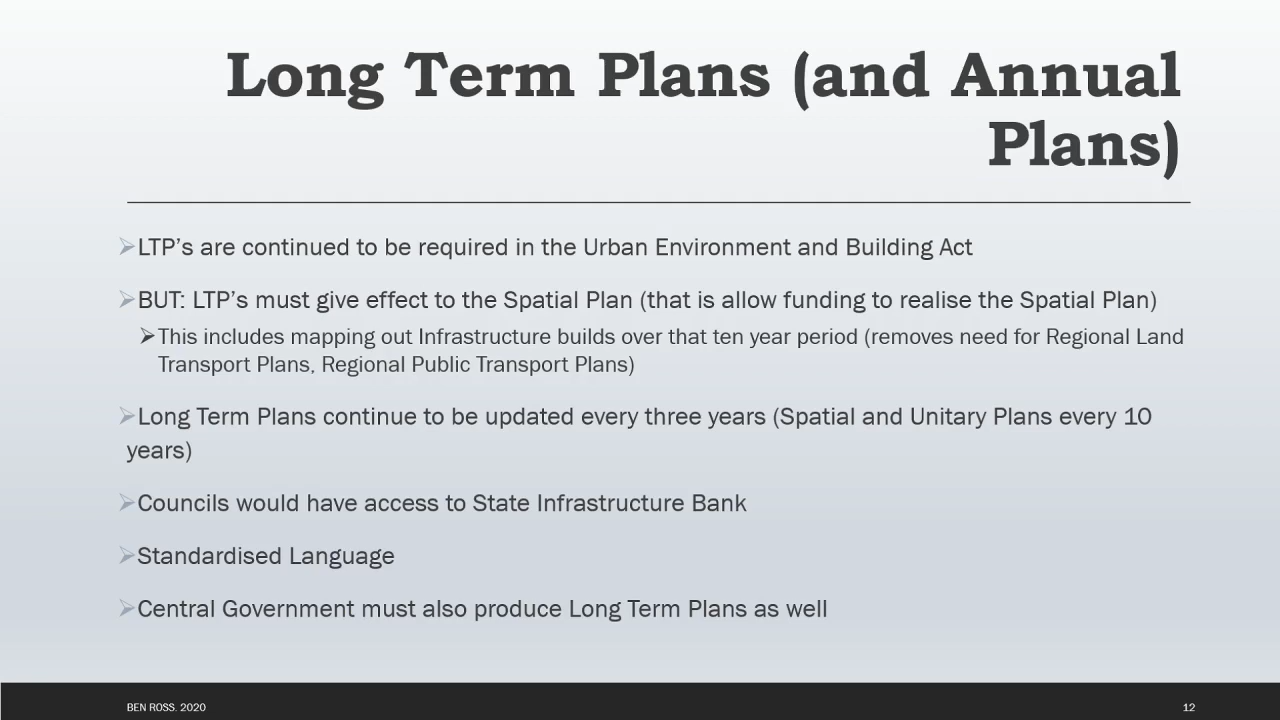 Long Term Plans (and Annual
Plans)
LTP’s are continued to be required in the Urban Environment and Building Act
BUT: LTP’s must give effect to the Spatial Plan (that is allow funding to realise the Spatial Plan)
This includes mapping out Infrastructure builds over that ten year period (removes need for Regional Land
Transport Plans, Regional Public Transport Plans)
Long Term Plans continue to be updated every three years (Spatial and Unitary Plans every 10
years)
Councils would have access to State Infrastructure Bank
Standardised Language
Central Government must also produce Long Term Plans as well
BEN ROSS. 2020
12